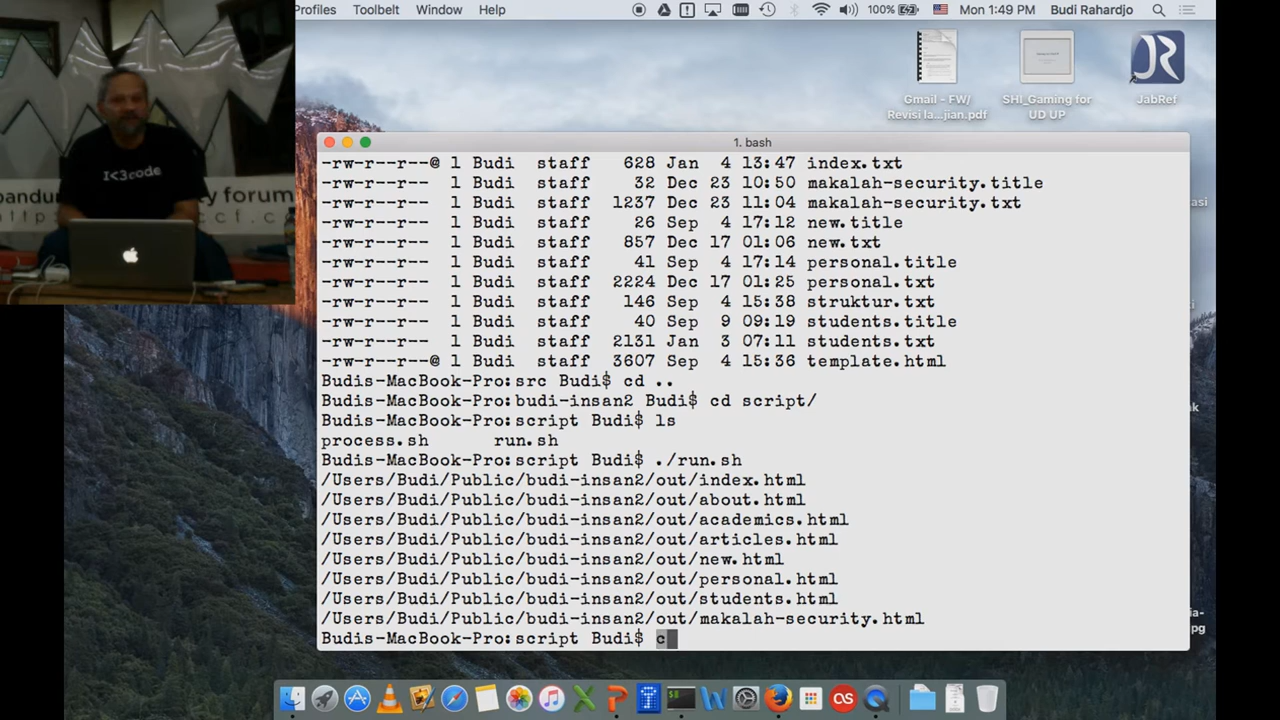 Profiles Toolbelt Window Help 100% Mon 1:49 PM Budi Rahardjo
Gmail - FW/
Revisi la...jian.pdf
SHI_Gaming for
UD UP
JabRef
I<3code
1. bash
-rw-r--r--@ 1 Budi staff 628 Jan 4 13:47 index.txt
-rw-r--r-- 1 Budi staff 32 Dec 23 10:50 makalah-security.title
-rw-r--r-- 1 Budi staff 1237 Dec 23 11:04 makalah-security.txt
-rw-r--r-- 1 Budi staff 26 Sep 4 17:12 new.title
-rw-r--r-- 1 Budi staff 857 Dec 17 01:06 new.txt
-rw-r--r-- 1 Budi staff 41 Sep 4 17:14 personal.title
-rw-r--r-- 1 Budi staff 2224 Dec 17 01:25 personal.txt
-rw-r--r-- 1 Budi staff 146 Sep 4 15:38 struktur.txt
-rw-r--r-- 1 Budi staff 40 Sep 9 09:19 students.title
-rw-r--r-- 1 Budi staff 2131 Jan 3 07:11 students.txt
-rw-r--r--@ 1 Budi staff 3607 Sep 4 15:36 template.html
Budis-MacBook-Pro:src Budi$ cd ..
Budis-MacBook-Pro:budi-insan2 Budi$ cd script/
Budis-MacBook-Pro:script Budi$ ls
process.sh run.sh
Budis-MacBook-Pro:script Budi$ ./run.sh
/Users/Budi/Public/budi-insan2/out/index.html
/Users/Budi/Public/budi-insan2/out/about.html
/Users/Budi/Public/budi-insan2/out/academics.html
/Users/Budi/Public/budi-insan2/out/articles.html
/Users/Budi/Public/budi-insan2/out/new.html
/Users/Budi/Public/budi-insan2/out/personal.html
/Users/Budi/Public/budi-insan2/out/students.html
/Users/Budi/Public/budi-insan2/out/makalah-security.html
Budis-MacBook-Pro:script Budi$ c
forum